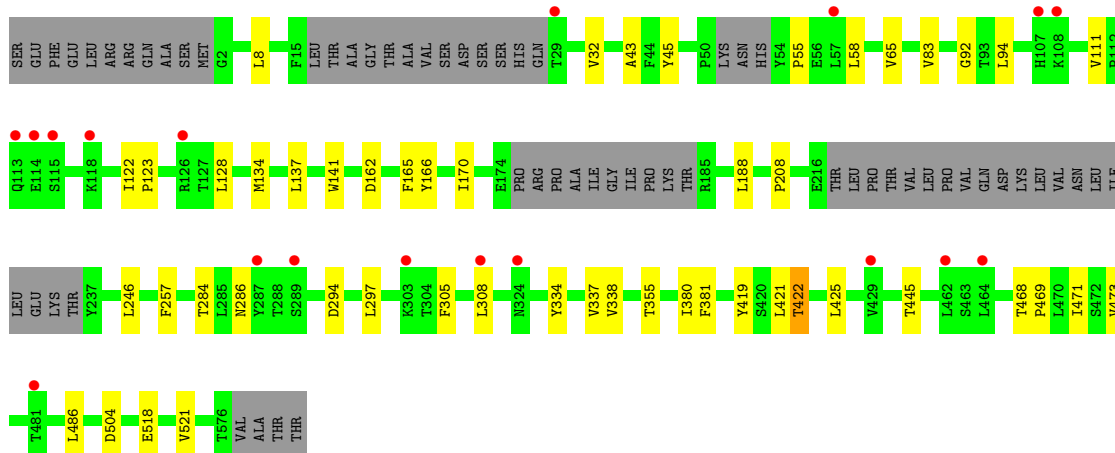 SER GLU PHE GLU LEU ARG ARG GLN ALA SER MET G2 L8 F15 LEU THR ALA GLY THR ALA VAL SER ASP SER SER HIS GLN T29 V32 A43 F44 Y45 P50 LYS ASN HIS Y54 P55 E56 L57 L58 V65 V83 G92 T93 L94 H107 K108 V111
Q113 E114 S115 K118 I122 P123 R126 T127 L128 M134 L137 W141 D162 F165 Y166 I170 E174 PRO ARG PRO ALA ILE GLY ILE PRO LYS THR R185 L188 P208 E216 THR LEU PRO THR VAL LEU PRO VAL GLN ASP LYS LEU VAL ASN LEU ILE
LEU GLU LYS THR Y237 L246 F257 T284 L285 N286 Y287 T288 S289 D294 L297 K303 T304 F305 L308 N324 Y334 V337 V338 T355 I380 F381 Y419 S420 L421 T422 L425 V429 T445 L462 S463 L464 T468 P469 L470 I471 S472
T481 L486 D504 E518 V521 T576 VAL ALA THR THR